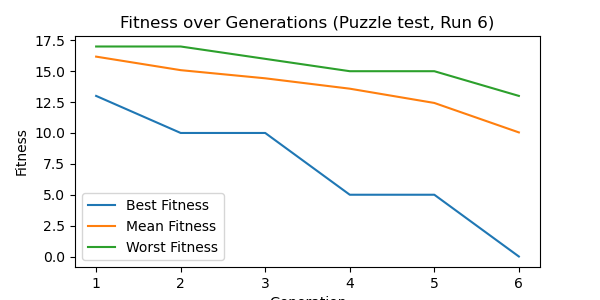 Fitness over Generations (Puzzle test, Run 6)
17.5
15.0
12.5
10.0
7.5
5.0
2.5
0.0
Fitness
Best Fitness
Mean Fitness
Worst Fitness
1 2 3 4 5 6
Generation